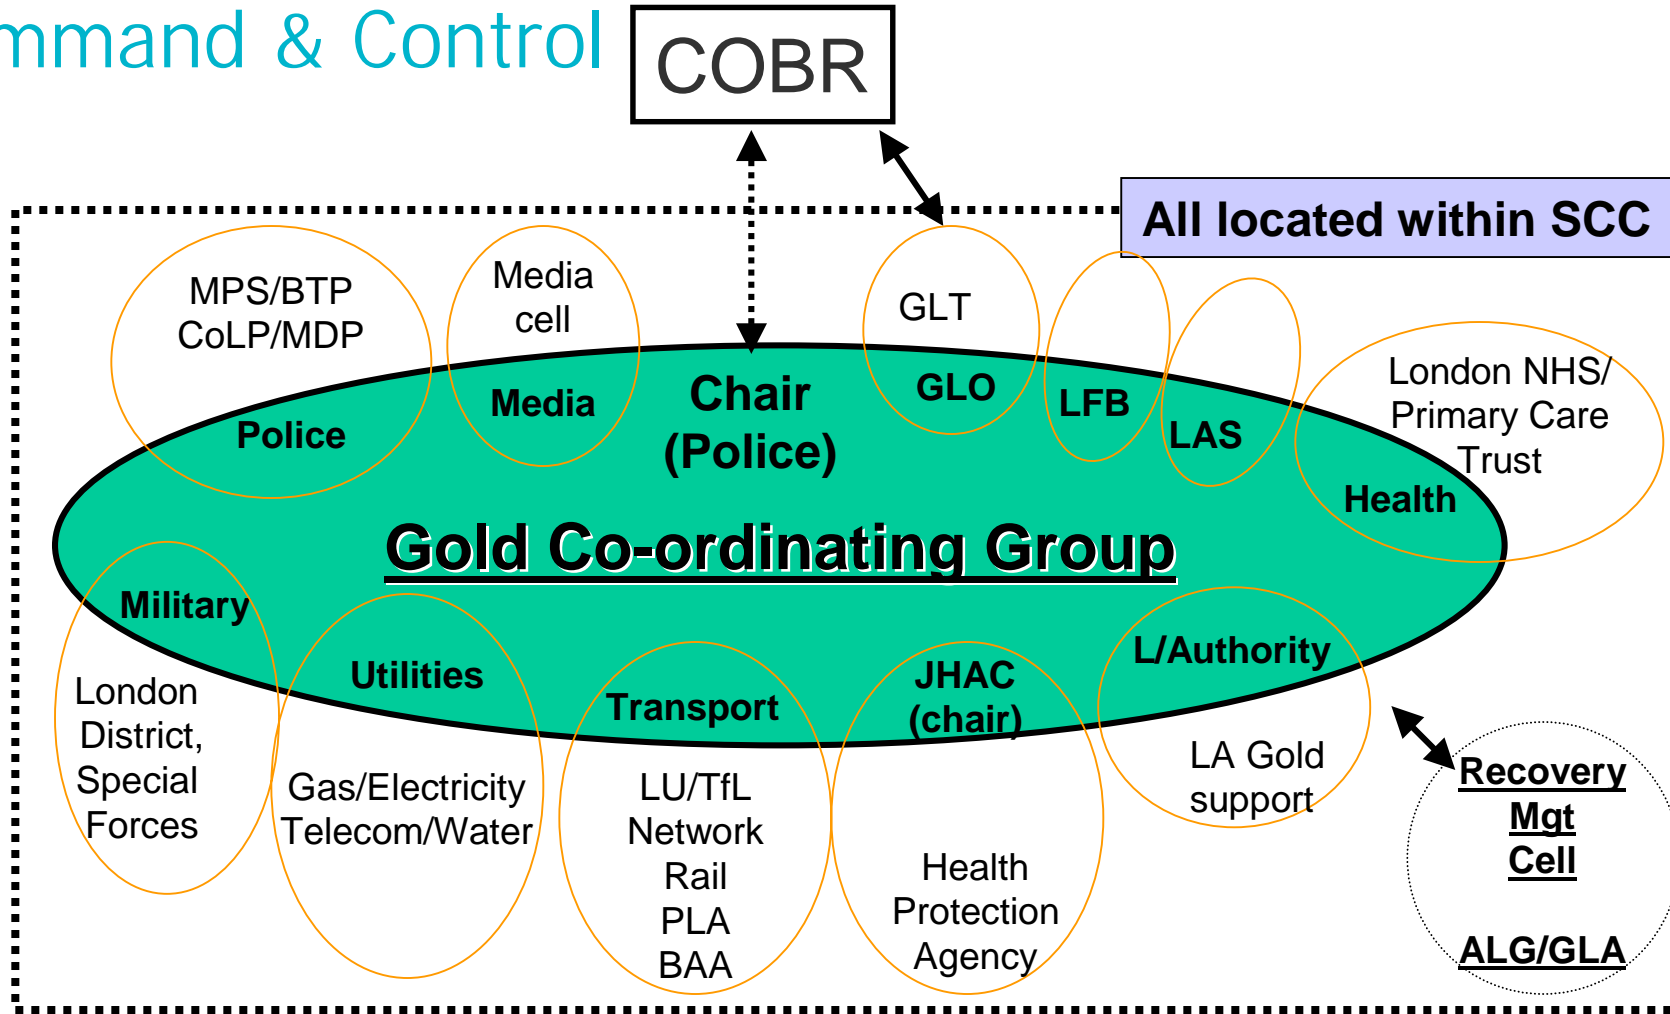 mmand & Control
COBR
All located within SCC
MPS/BTP
CoLP/MDP
Police
Media
cell
Media
Chair
(Police)
GLT
GLO
LFB
LAS
London NHS/
Primary Care
Trust
Health
Gold Co-ordinating Group
Military
London
District,
Special
Forces
Utilities
Gas/Electricity
Telecom/Water
Transport
LU/TfL
Network
Rail
PLA
BAA
JHAC
(chair)
Health
Protection
Agency
L/Authority
LA Gold
support
Recovery
Mgt
Cell
ALG/GLA